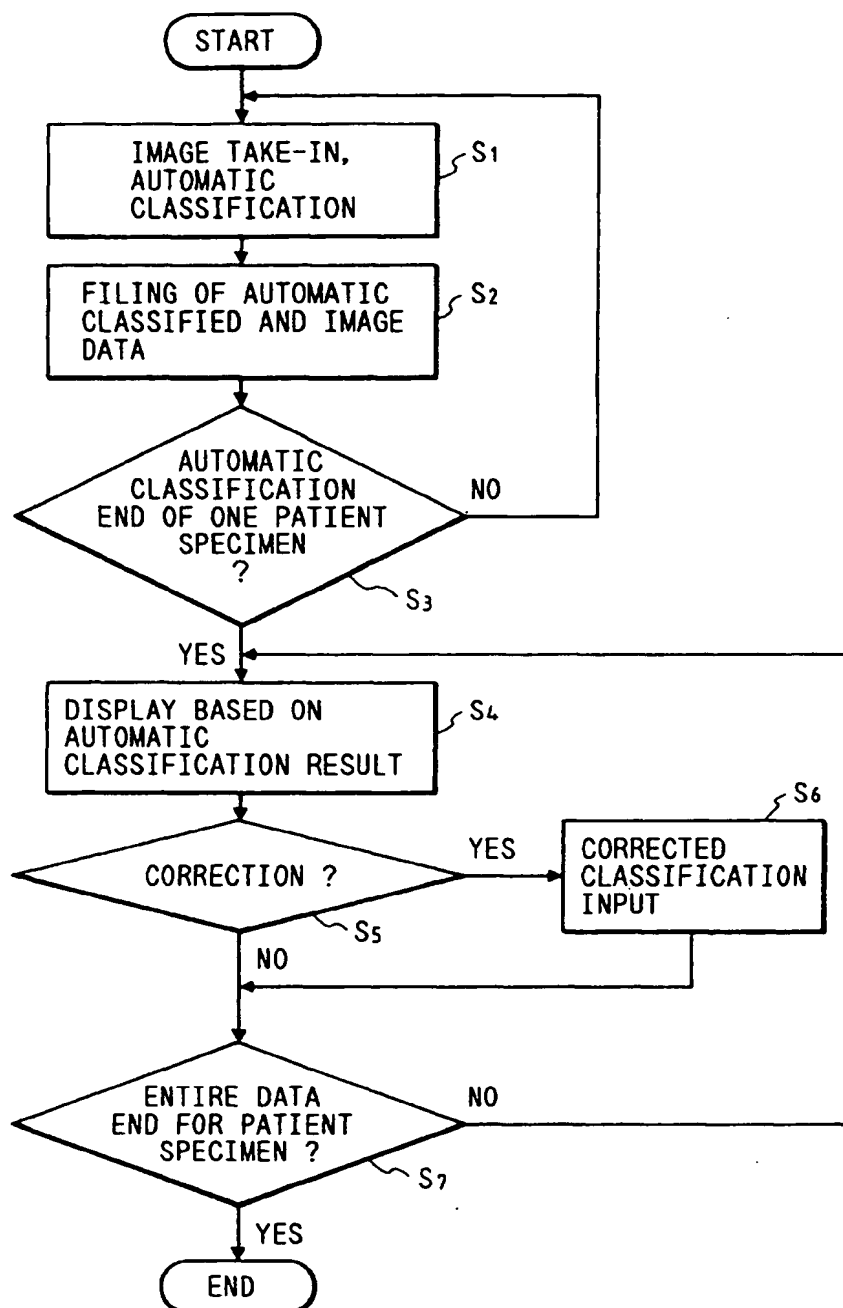 START
IMAGE TAKE-IN,
AUTOMATIC
CLASSIFICATION
S1
FILING OF AUTOMATIC
CLASSIFIED AND IMAGE
DATA
S2
AUTOMATIC
CLASSIFICATION
END OF ONE PATIENT
SPECIMEN
?
NO
S3
YES
DISPLAY BASED ON
AUTOMATIC
CLASSIFICATION RESULT
S4
CORRECTION ?
YES
S5
CORRECTED
CLASSIFICATION
INPUT
S6
NO
ENTIRE DATA
END FOR PATIENT
SPECIMEN ?
NO
S7
YES
END